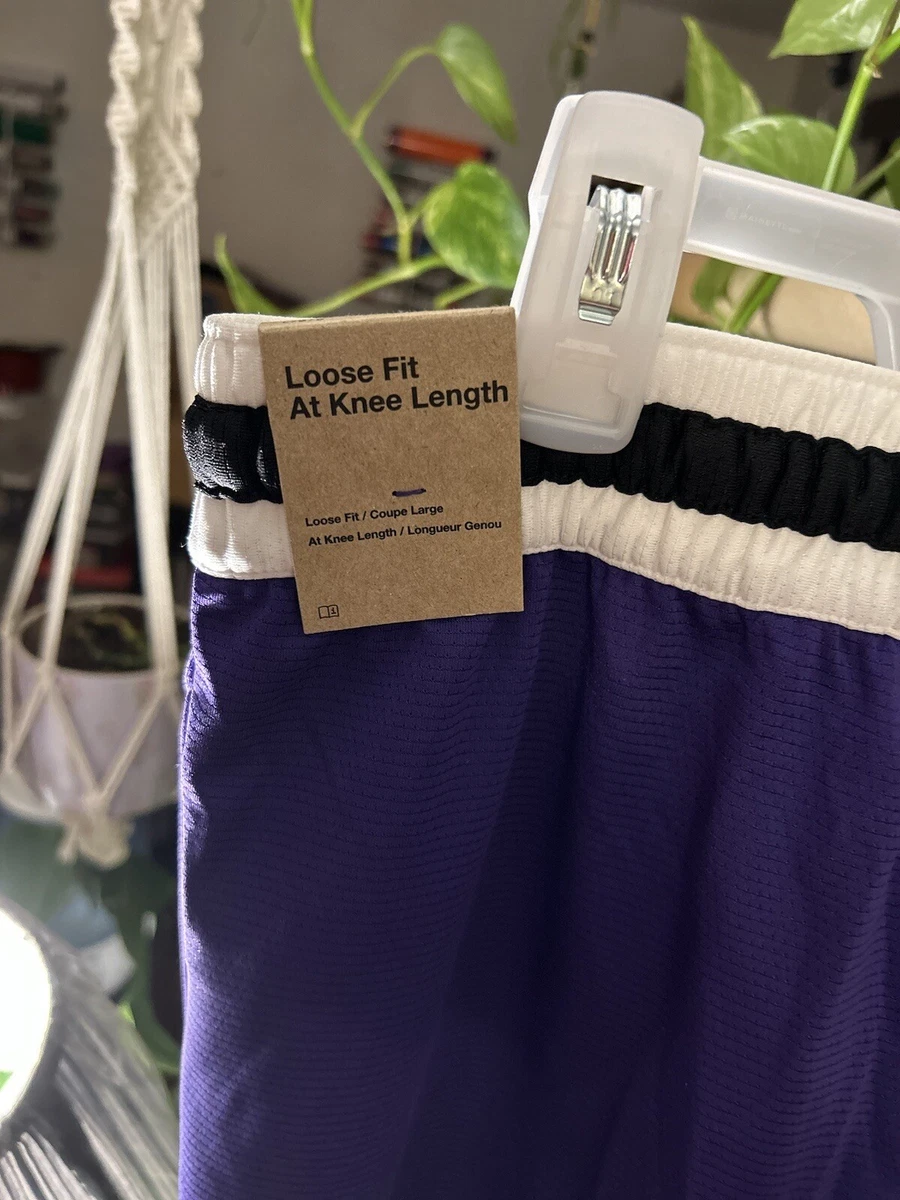 Loose Fit
At Knee Length
Loose Fit / Coupe Large
At Knee Length / Longueur Genou